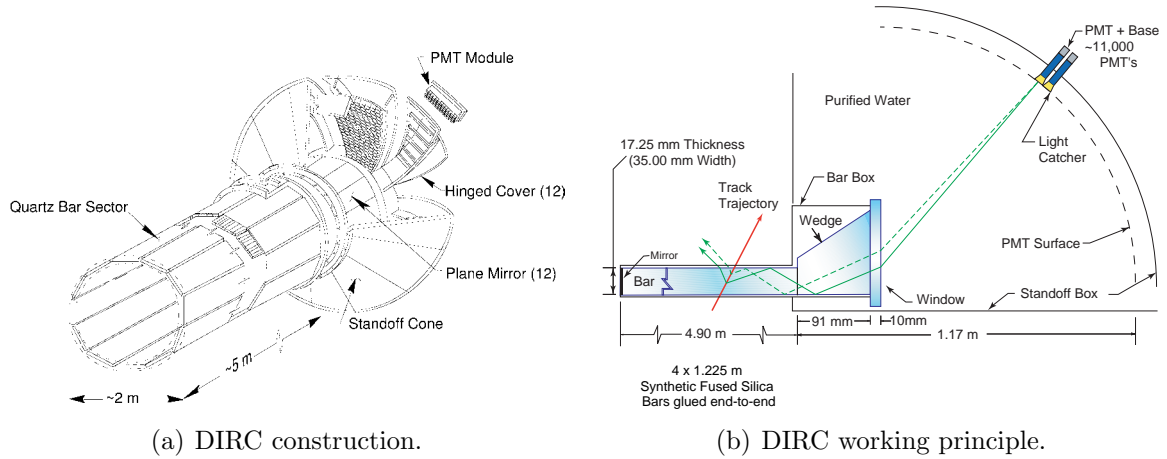 PMT Module
Hinged Cover (12)
Quartz Bar Sector
Plane Mirror (12)
Standoff Cone
~5 m
~2 m
(a) DIRC construction.
PMT + Base
~11,000
PMT's
Purified Water
Light
Catcher
17.25 mm Thickness
(35.00 mm Width)
Bar Box
Track
Trajectory
Wedge
PMT Surface
Mirror
Bar
Window
Standoff Box
91 mm
10mm
4.90 m
1.17 m
4 x 1.225 m
Synthetic Fused Silica
Bars glued end-to-end
(b) DIRC working principle.